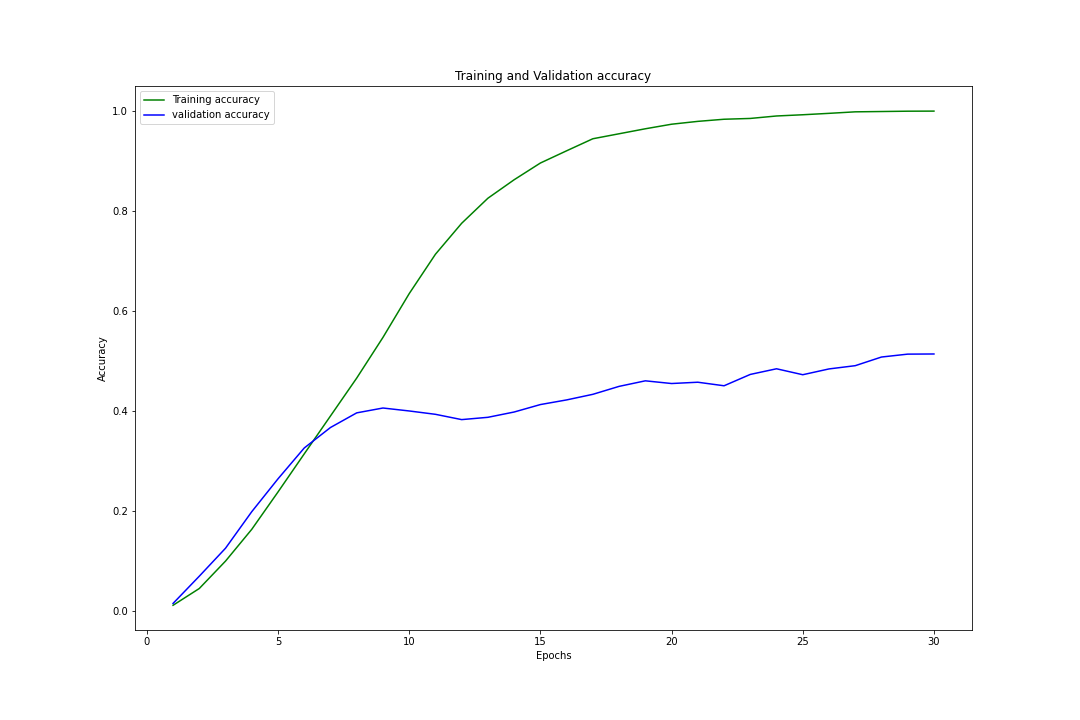 Training and Validation accuracy
Training accuracy
validation accuracy
1.0
0.8
0.6
0.4
0.2
0.0
Accuracy
0 5 10 15 20 25 30
Epochs